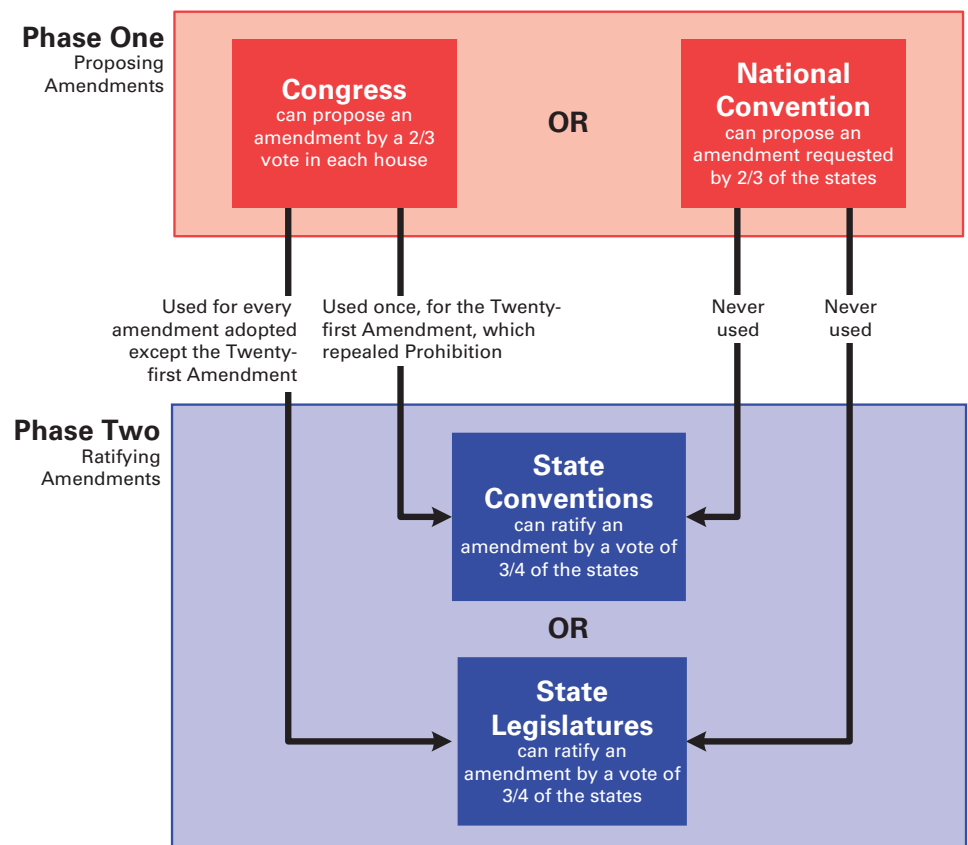 Phase One
Proposing
Amendments
Congress
can propose an
amendment by a 2/3
vote in each house
OR
National
Convention
can propose an
amendment requested
by 2/3 of the states
Used for every
amendment adopted
except the Twenty-
first Amendment
Used once, for the Twenty-
first Amendment, which
repealed Prohibition
Never
used
Never
used
Phase Two
Ratifying
Amendments
State
Conventions
can ratify an
amendment by a vote of
3/4 of the states
OR
State
Legislatures
can ratify an
amendment by a vote of
3/4 of the states